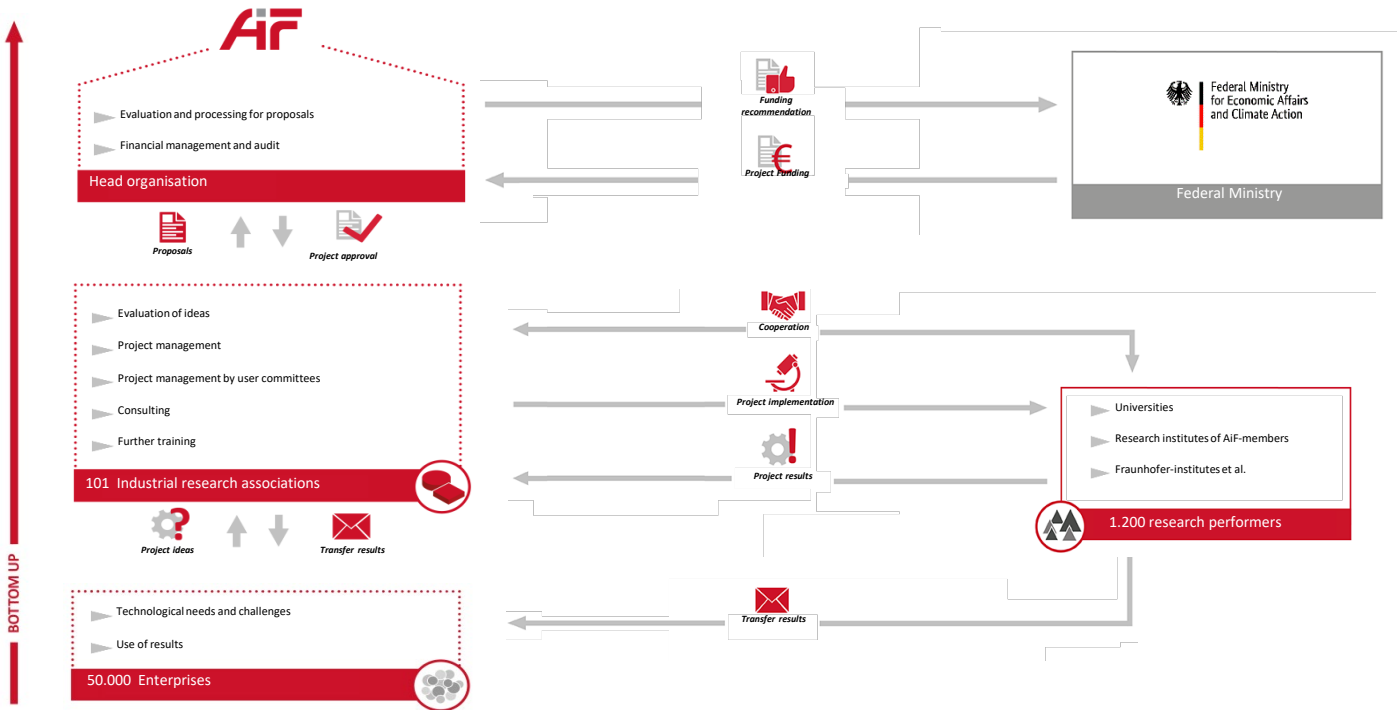 AiF
Evaluation and processing for proposals
Financial management and audit
Head organisation
Funding
recommendation
Project Funding
Federal Ministry
for Economic Affairs
and Climate Action
Federal Ministry
Proposals
Project approval
Evaluation of ideas
Project management
Project management by user committees
Consulting
Further training
101 Industrial research associations
Cooperation
Project implementation
Project results
Universities
Research institutes of AiF-members
Fraunhofer-institutes et al.
1.200 research performers
Project ideas
Transfer results
BOTTOM UP
Technological needs and challenges
Use of results
50.000 Enterprises
Transfer results